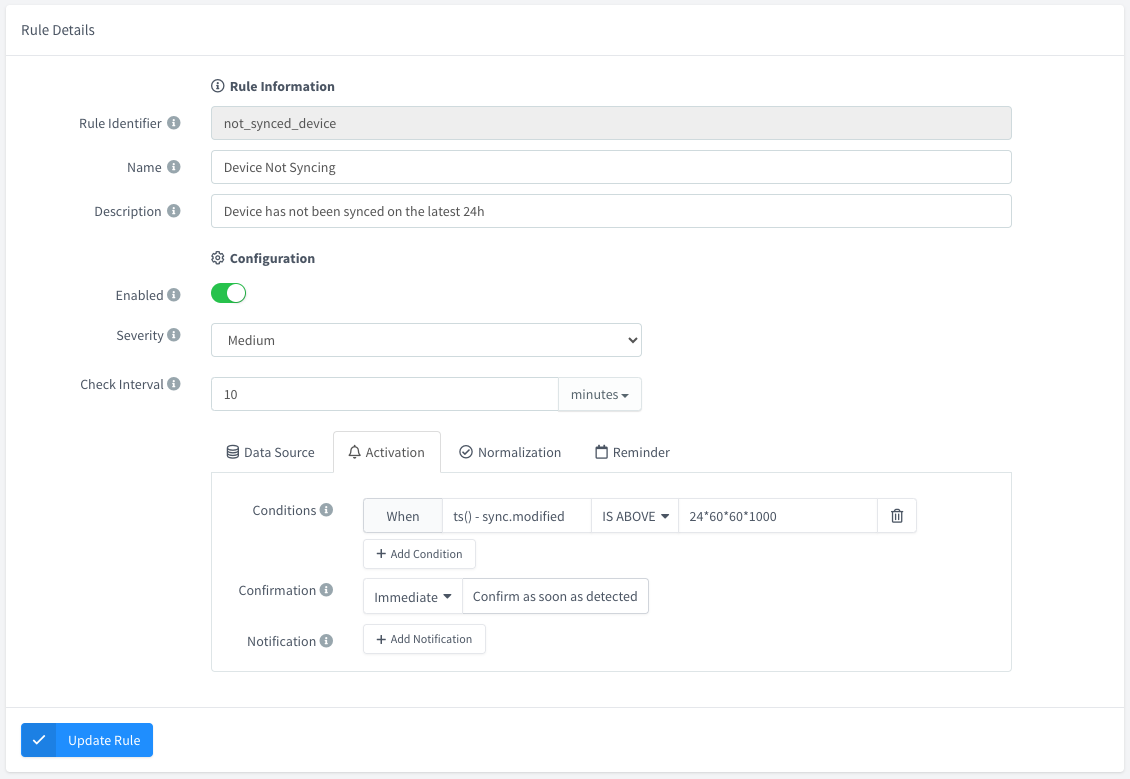 Rule Details
Rule Information
Rule Identifier
not_synced_device
Name
Device Not Syncing
Description
Device has not been synced on the latest 24h
Configuration
Enabled
Severity
Medium
Check Interval
10 minutes
Data Source Activation Normalization Reminder
Conditions
When ts() - sync.modified IS ABOVE 24*60*60*1000
+ Add Condition
Confirmation
Immediate Confirm as soon as detected
Notification
+ Add Notification
Update Rule